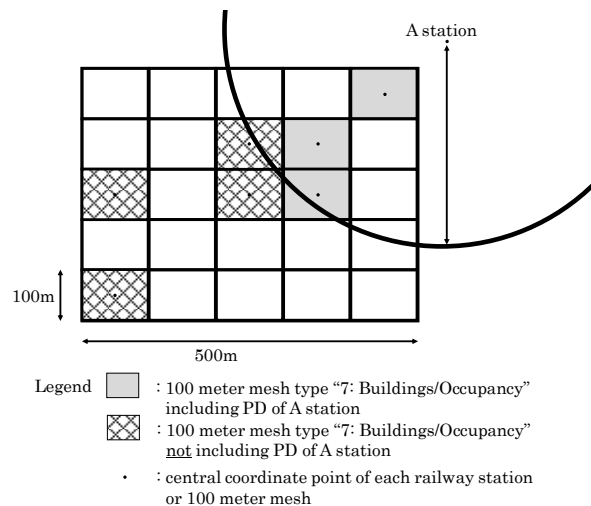 A station
100m
500m
Legend
: 100 meter mesh type “7: Buildings/Occupancy”
including PD of A station
: 100 meter mesh type “7: Buildings/Occupancy”
not including PD of A station
: central coordinate point of each railway station
or 100 meter mesh